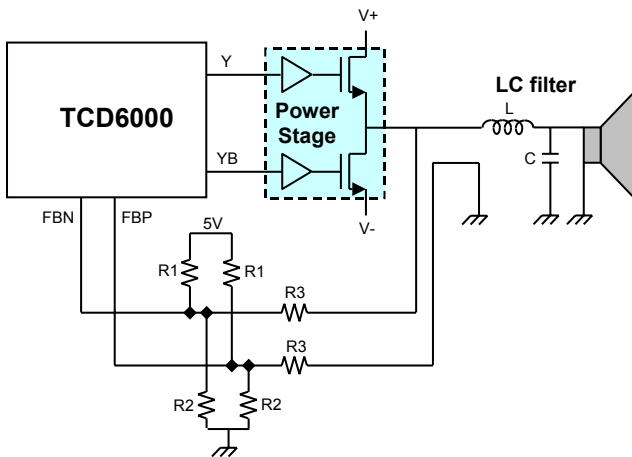 V+
Y
LC filter
L
TCD6000
Power
Stage
C
YB
FBN
FBP
5V
V-
R1
R1
R3
R3
R2
R2